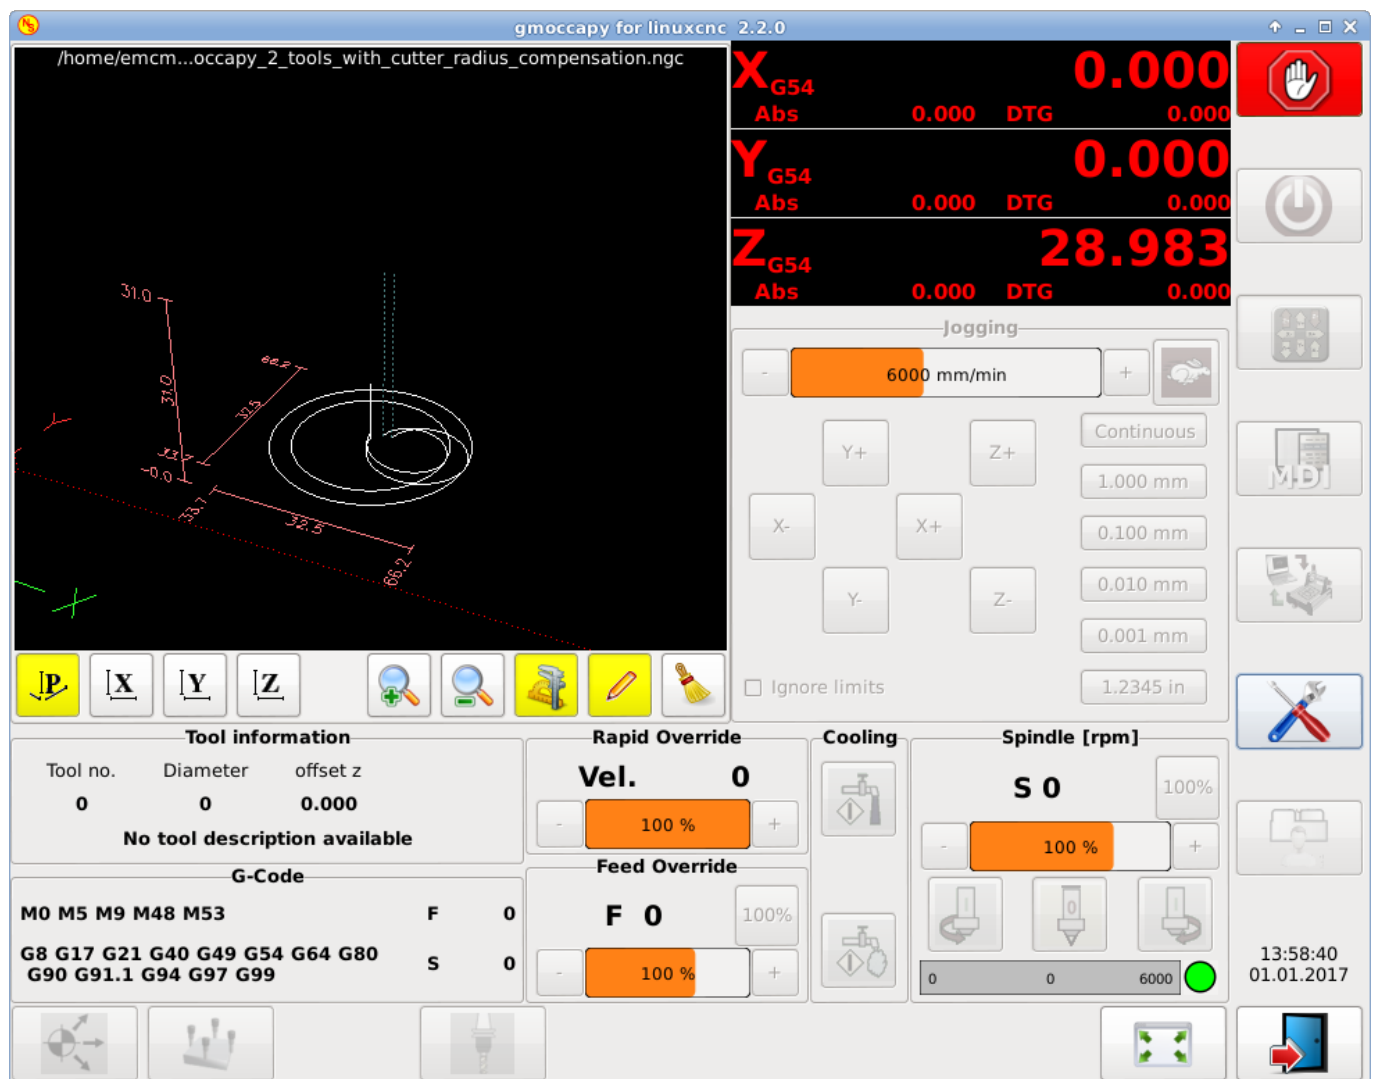 gmoccapy for linuxcnc 2.2.0
/home/emcm...occapy_2_tools_with_cutter_radius_compensation.ngc
X G54 0.000
Abs 0.000 DTG 0.000
Y G54 0.000
Abs 0.000 DTG 0.000
Z G54 28.983
Abs 0.000 DTG 0.000
31.0
31.0
-0.0
66.2
32.5
33.7
33.7
32.5
66.2
Y
X
Jogging
- 6000 mm/min +
Y+ Z+
X- X+
Y- Z-
Continuous
1.000 mm
0.100 mm
0.010 mm
0.001 mm
Ignore limits
1.2345 in
MDI
P X Y Z
Tool information
Tool no. Diameter offset z
0 0 0.000
No tool description available
G-Code
M0 M5 M9 M48 M53 F 0
G8 G17 G21 G40 G49 G54 G64 G80
G90 G91.1 G94 G97 G99
S 0
Rapid Override
Vel. 0
- 100 % +
Feed Override
F 0 100%
- 100 % +
Cooling
Spindle [rpm]
S 0 100%
- 100 % +
I 0 I
0 0 6000
13:58:40
01.01.2017